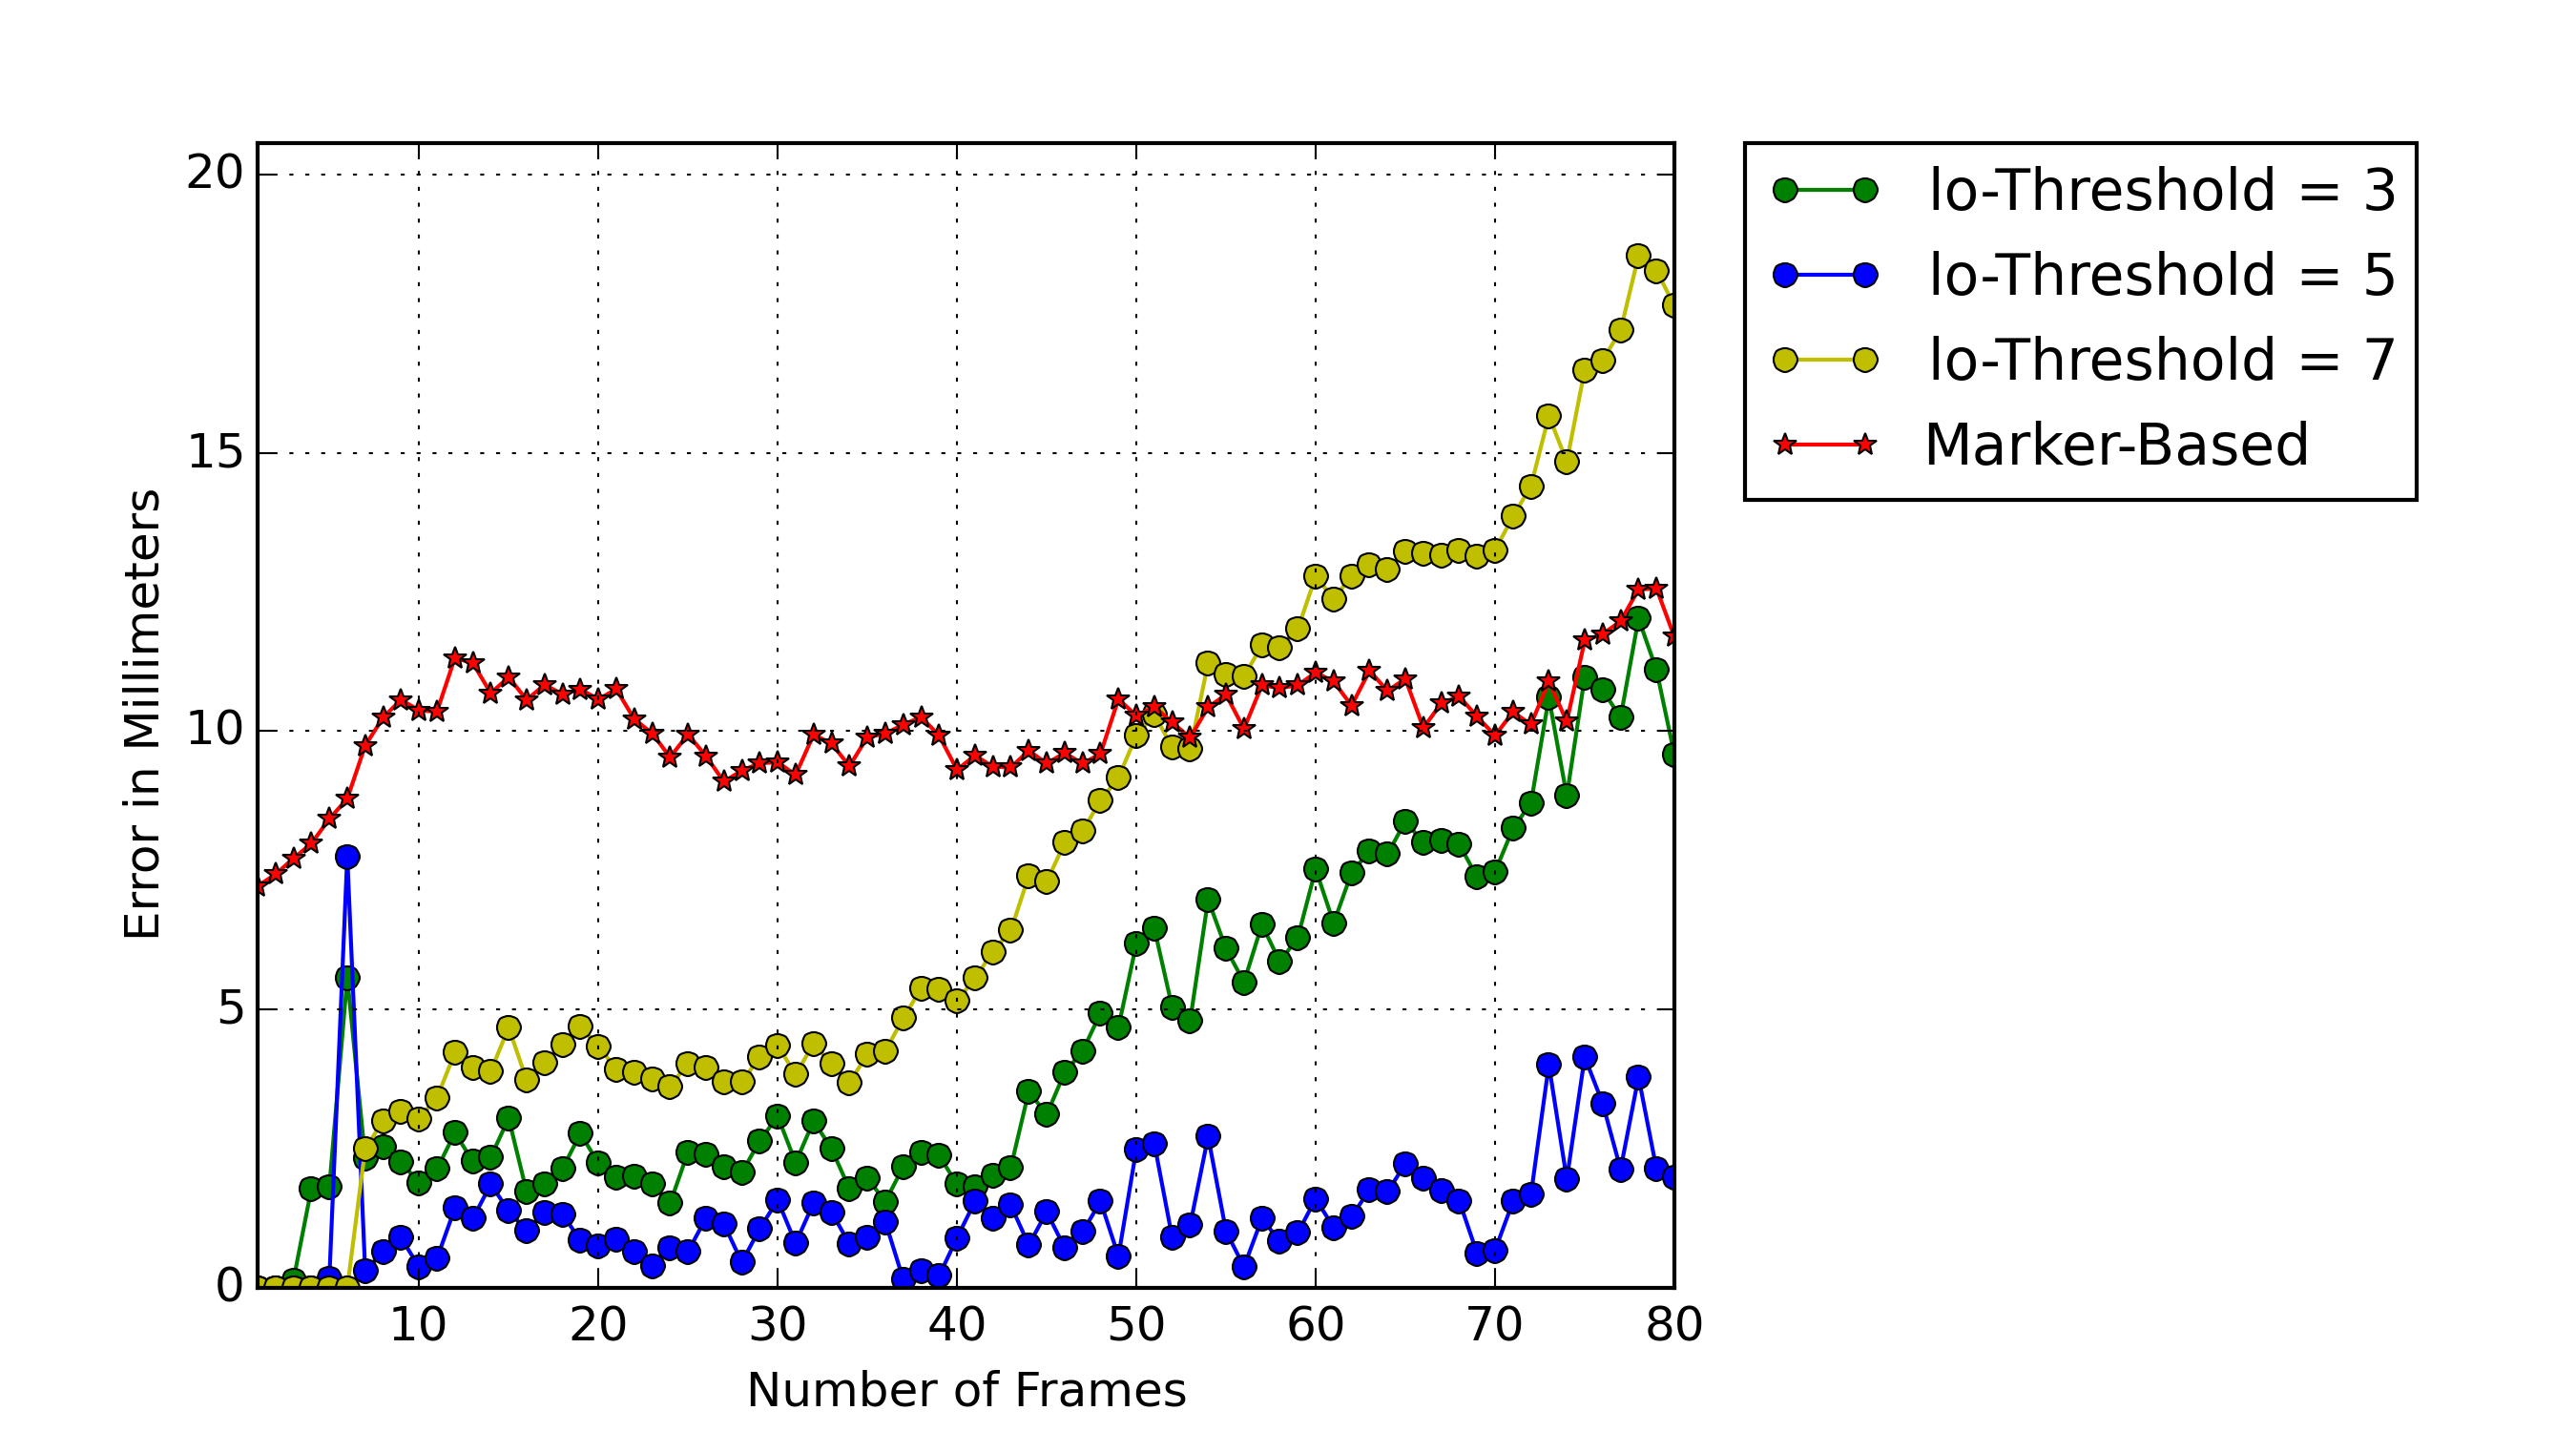 20
15
10
5
0
Error in Millimeters
10 20 30 40 50 60 70 80
Number of Frames
lo-Threshold = 3
lo-Threshold = 5
lo-Threshold = 7
Marker-Based